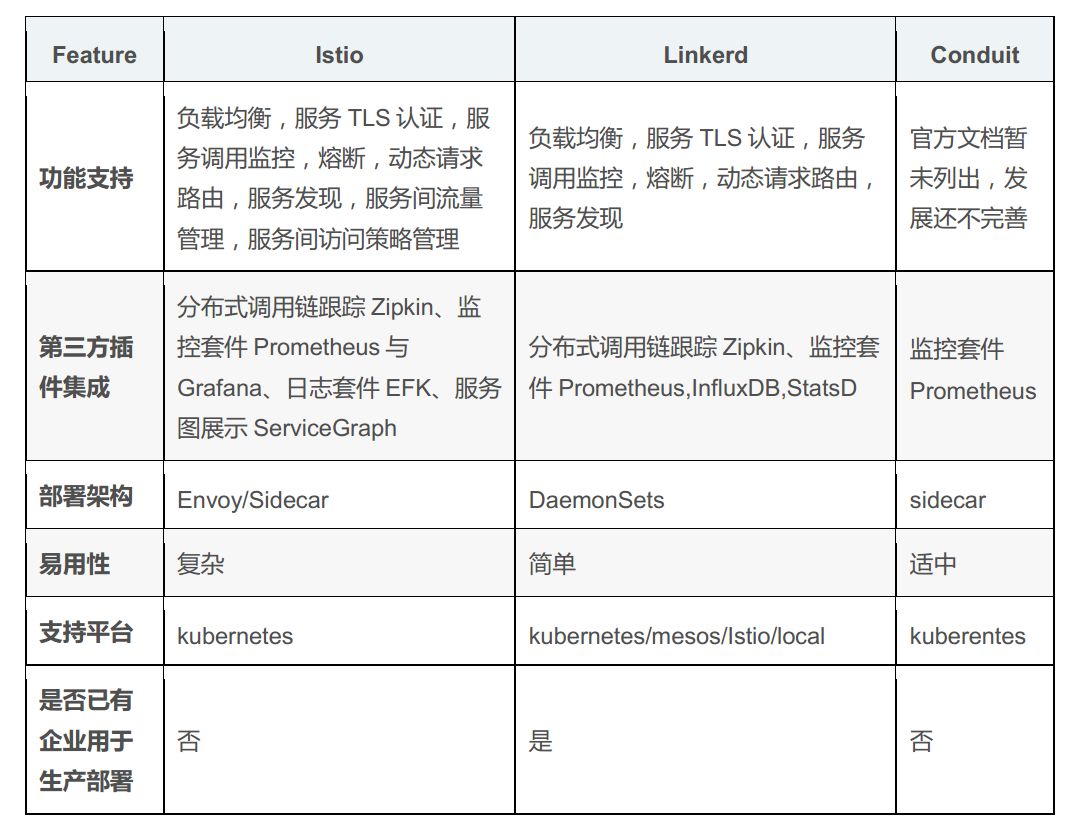 Feature
Istio
Linkerd
Conduit
功能支持
负载均衡，服务 TLS 认证，服
务调用监控，熔断，动态请求
路由，服务发现，服务间流量
管理，服务间访问策略管理
负载均衡，服务 TLS 认证，服务
调用监控，熔断，动态请求路由，
服务发现
官方文档暂
未列出，发
展还不完善
第三方插
件集成
分布式调用链跟踪 Zipkin、监
控套件 Prometheus 与
Grafana、日志套件 EFK、服务
图展示 ServiceGraph
分布式调用链跟踪 Zipkin、监控套
件 Prometheus,InfluxDB,StatsD
监控套件
Prometheus
部署架构
Envoy/Sidecar
DaemonSets
sidecar
易用性
复杂
简单
适中
支持平台
kubernetes
kubernetes/mesos/Istio/local
kuberentes
是否已有
企业用于
生产部署
否
是
否